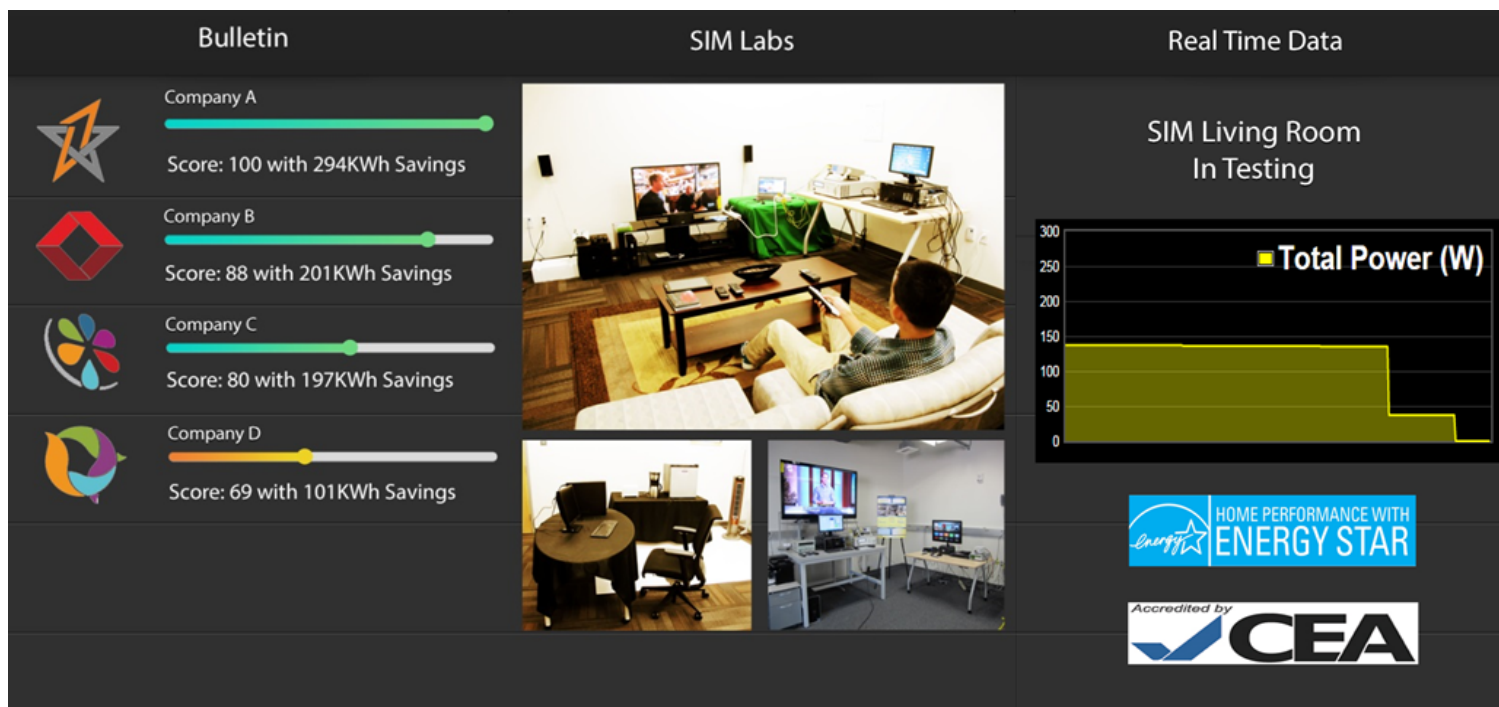 Bulletin
SIM Labs
Real Time Data
Company A
Score: 100 with 294KWh Savings
Company B
Score: 88 with 201KWh Savings
Company C
Score: 80 with 197KWh Savings
Company D
Score: 69 with 101KWh Savings
SIM Living Room
In Testing
Total Power (W)
300
250
200
150
100
50
0
energy
HOME PERFORMANCE WITH
ENERGY STAR
Accredited by
CEA